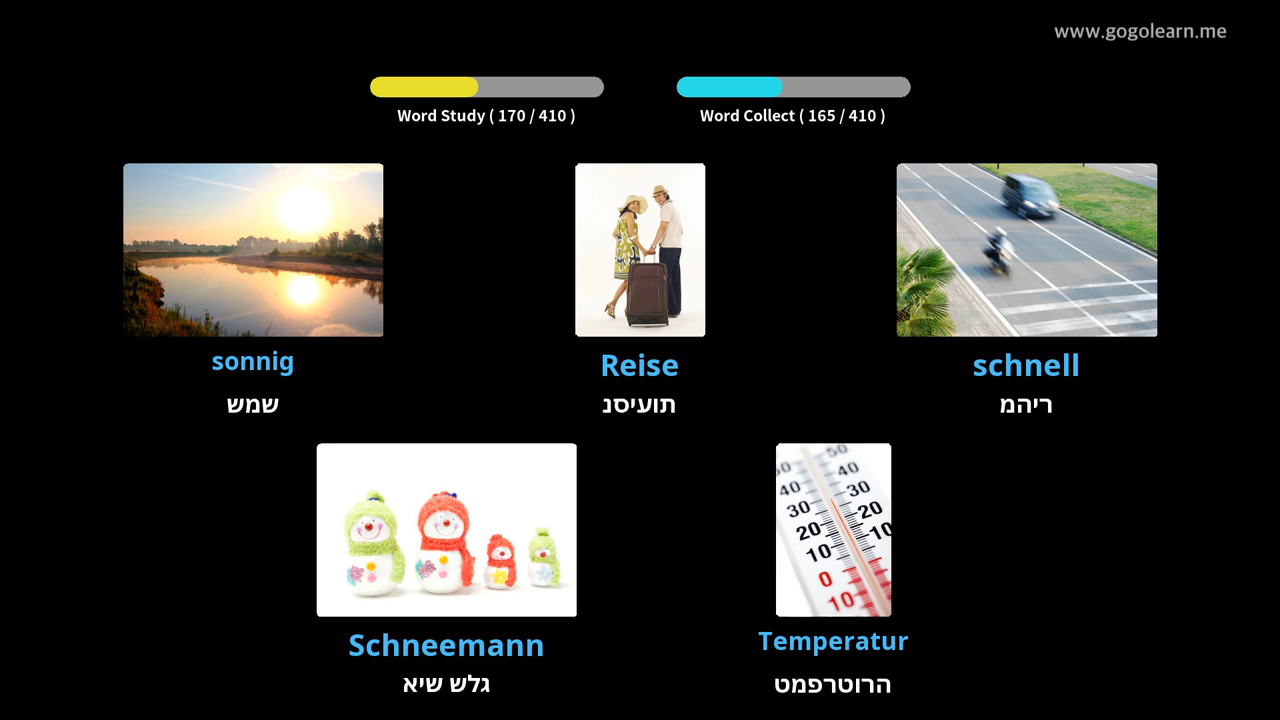 www.gogolearn.me
Word Study ( 170 / 410 )
Word Collect ( 165 / 410 )
sonnig
שמש
Reise
תועיסנ
schnell
ריהמ
Schneemann
גלש שיא
Temperatur
הרוטרפמט